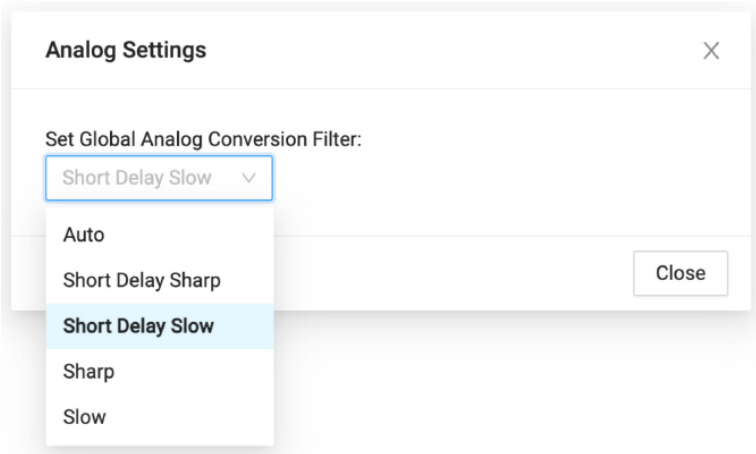 Analog Settings
Set Global Analog Conversion Filter:
Short Delay Slow
Auto
Short Delay Sharp
Short Delay Slow
Sharp
Slow
Close